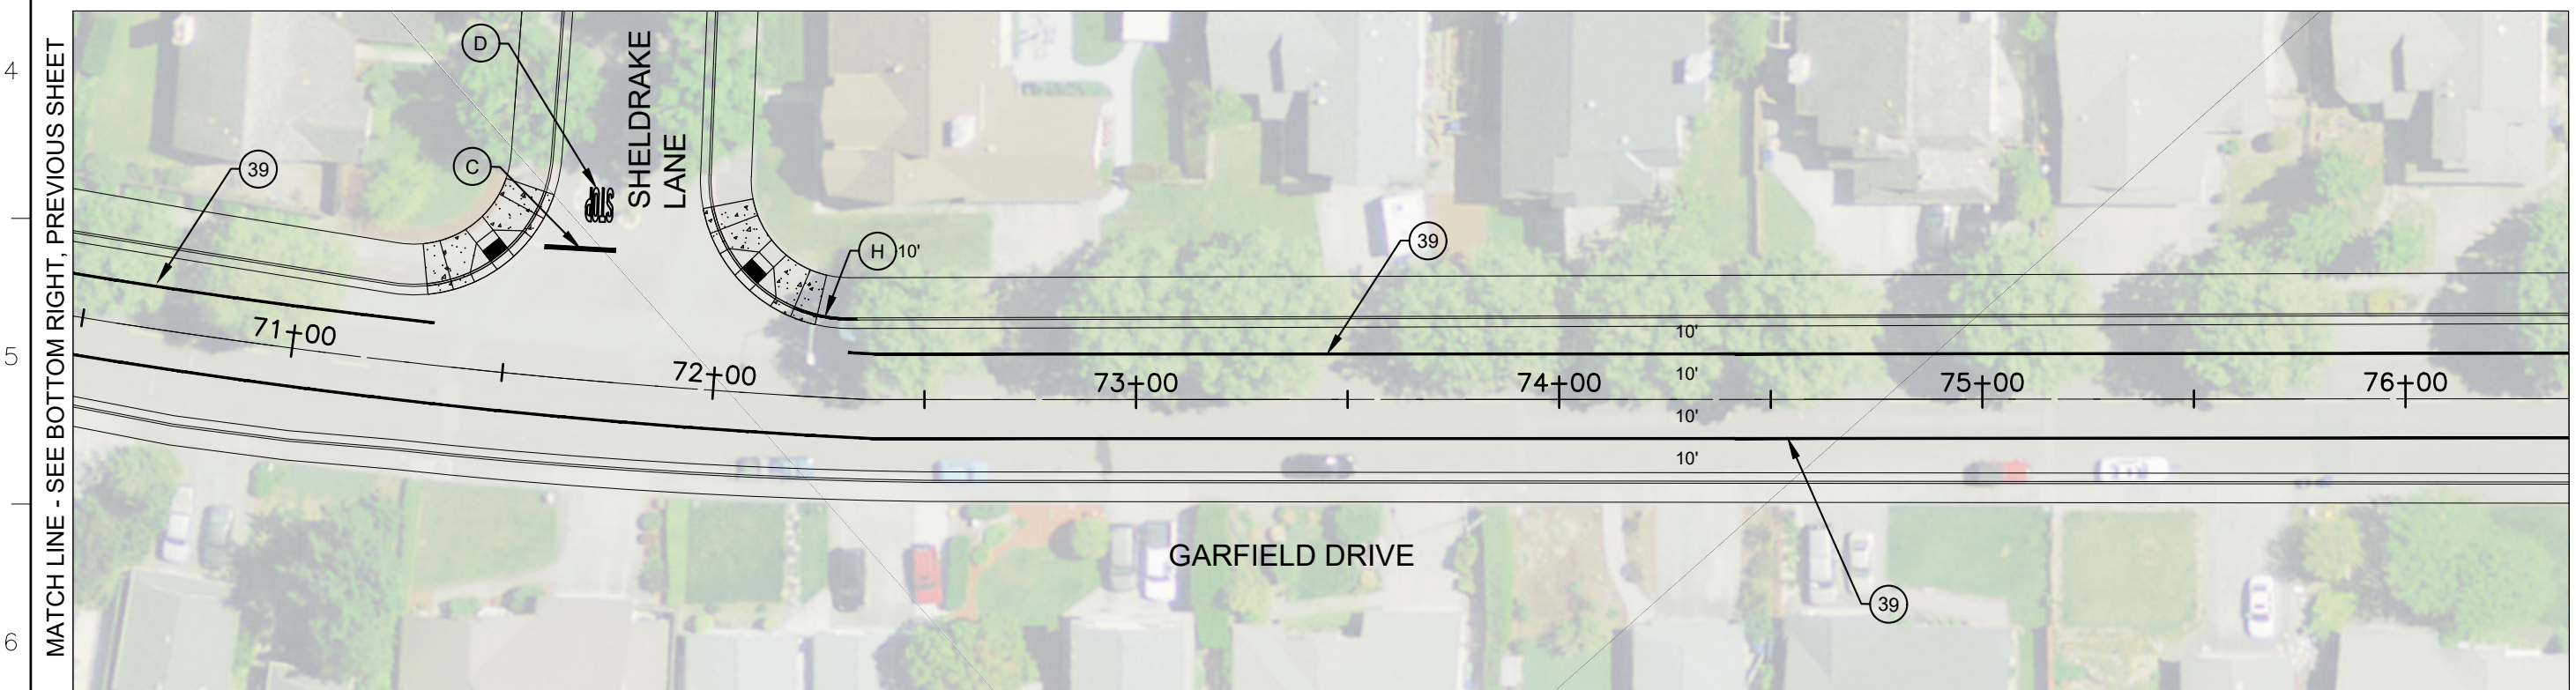 4
5
6
MATCH LINE - SEE BOTTOM RIGHT, PREVIOUS SHEET
D
C
39
SHELDRAKE
LANE
STOP
H 10'
39
71+00
72+00
73+00
74+00
75+00
76+00
10'
10'
10'
10'
GARFIELD DRIVE
39